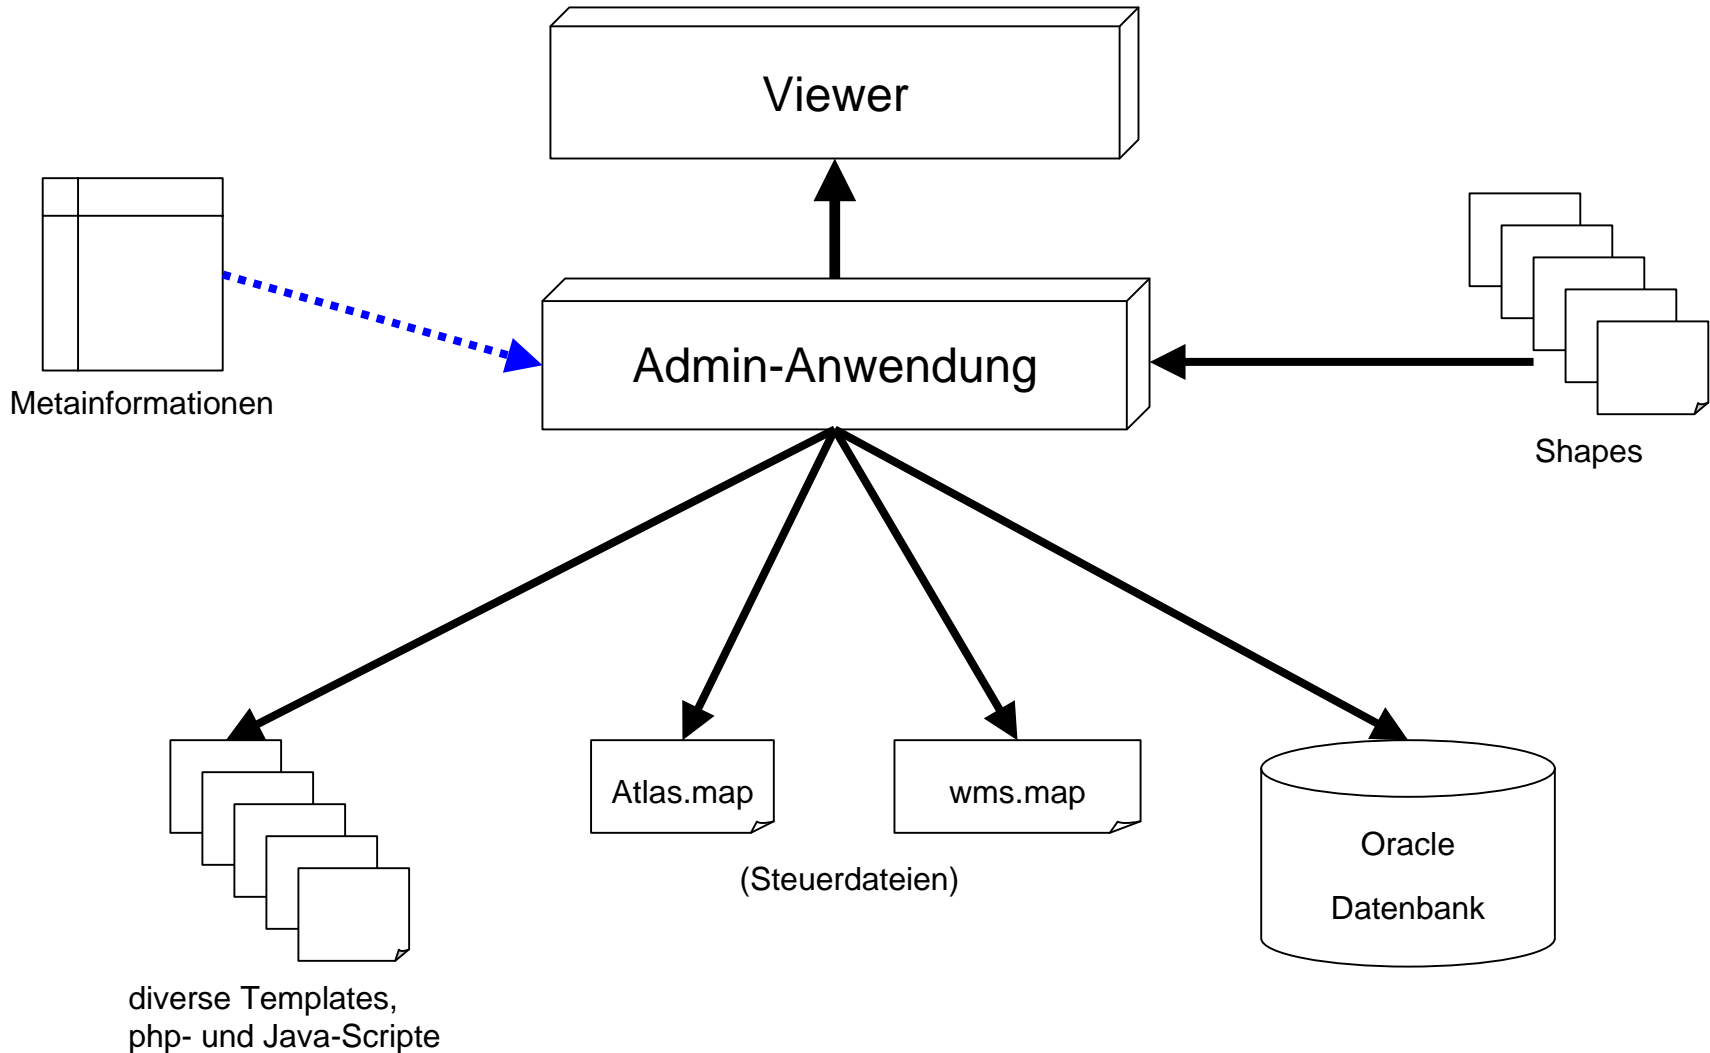 Viewer
Metainformationen
Admin-Anwendung
Shapes
Atlas.map
wms.map
(Steuerdateien)
Oracle
Datenbank
diverse Templates,
php- und Java-Scripte